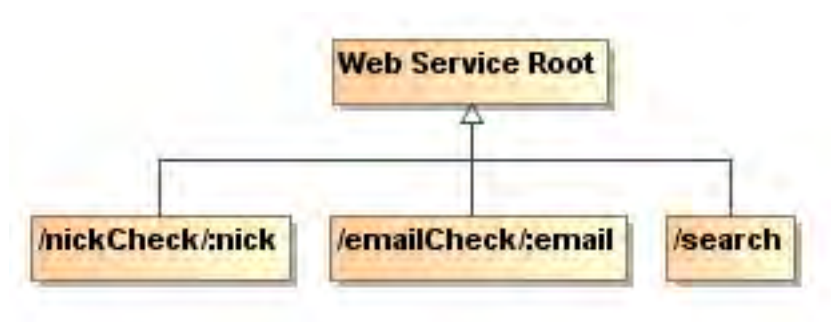 Web Service Root
/nickCheck/:nick
/emailCheck/:email
/search